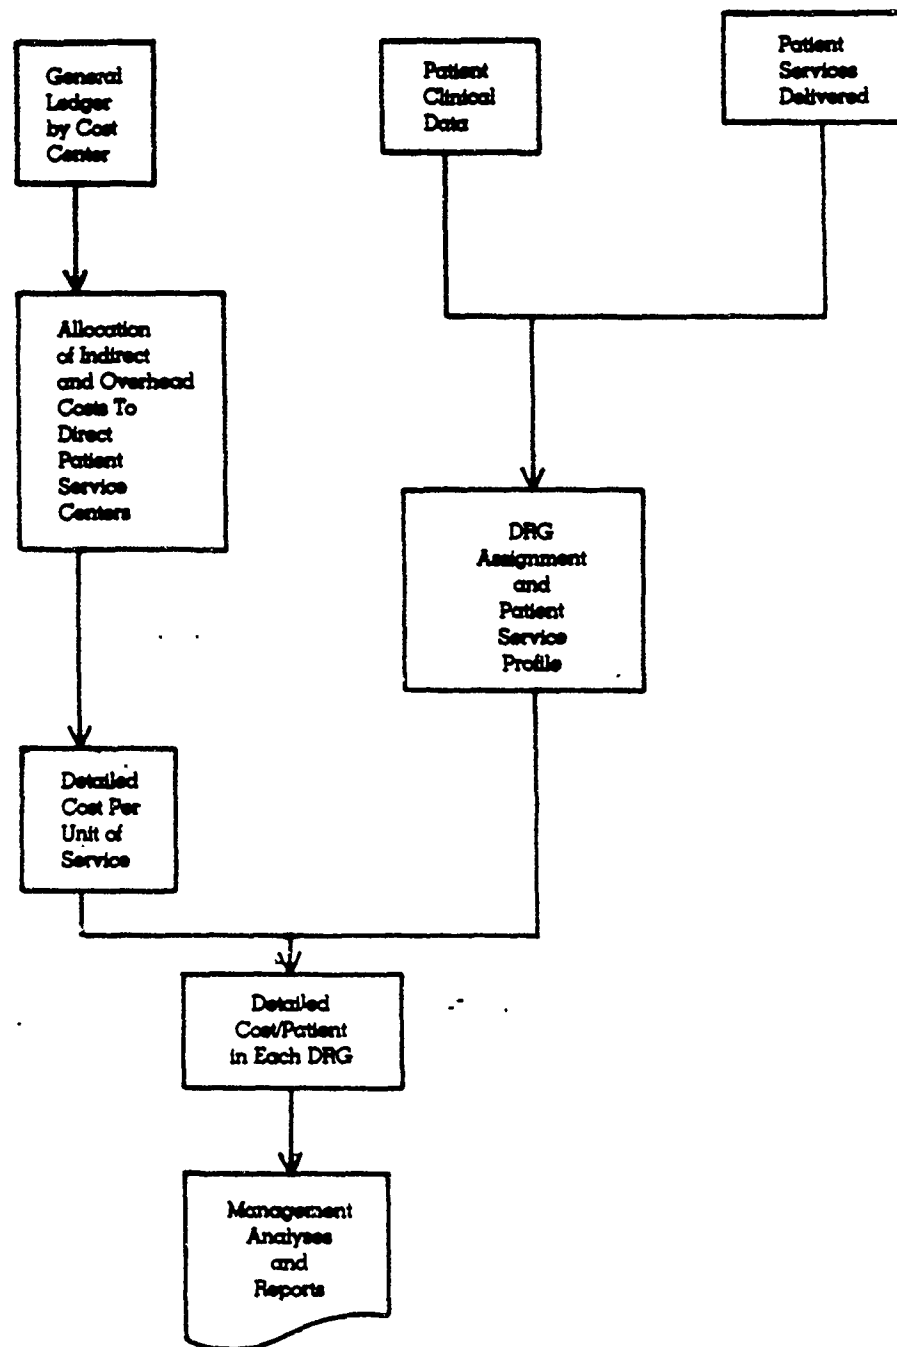 General
Ledger
by Cost
Center
Patient
Clinical
Data
Patient
Services
Delivered
Allocation
of Indirect
and Overhead
Costs To
Direct
Patient
Service
Centers
DRG
Assignment
and
Patient
Service
Profile
Detailed
Cost Per
Unit of
Service
Detailed
Cost/Patient
in Each DRG
Management
Analyses
and
Reports